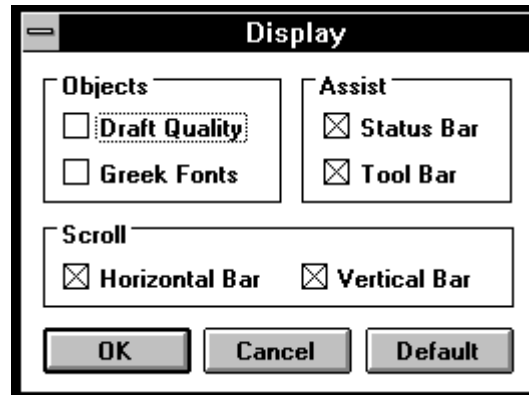 Display
Objects
Draft Quality
Greek Fonts
Assist
Status Bar
Tool Bar
Scroll
Horizontal Bar Vertical Bar
OK Cancel Default